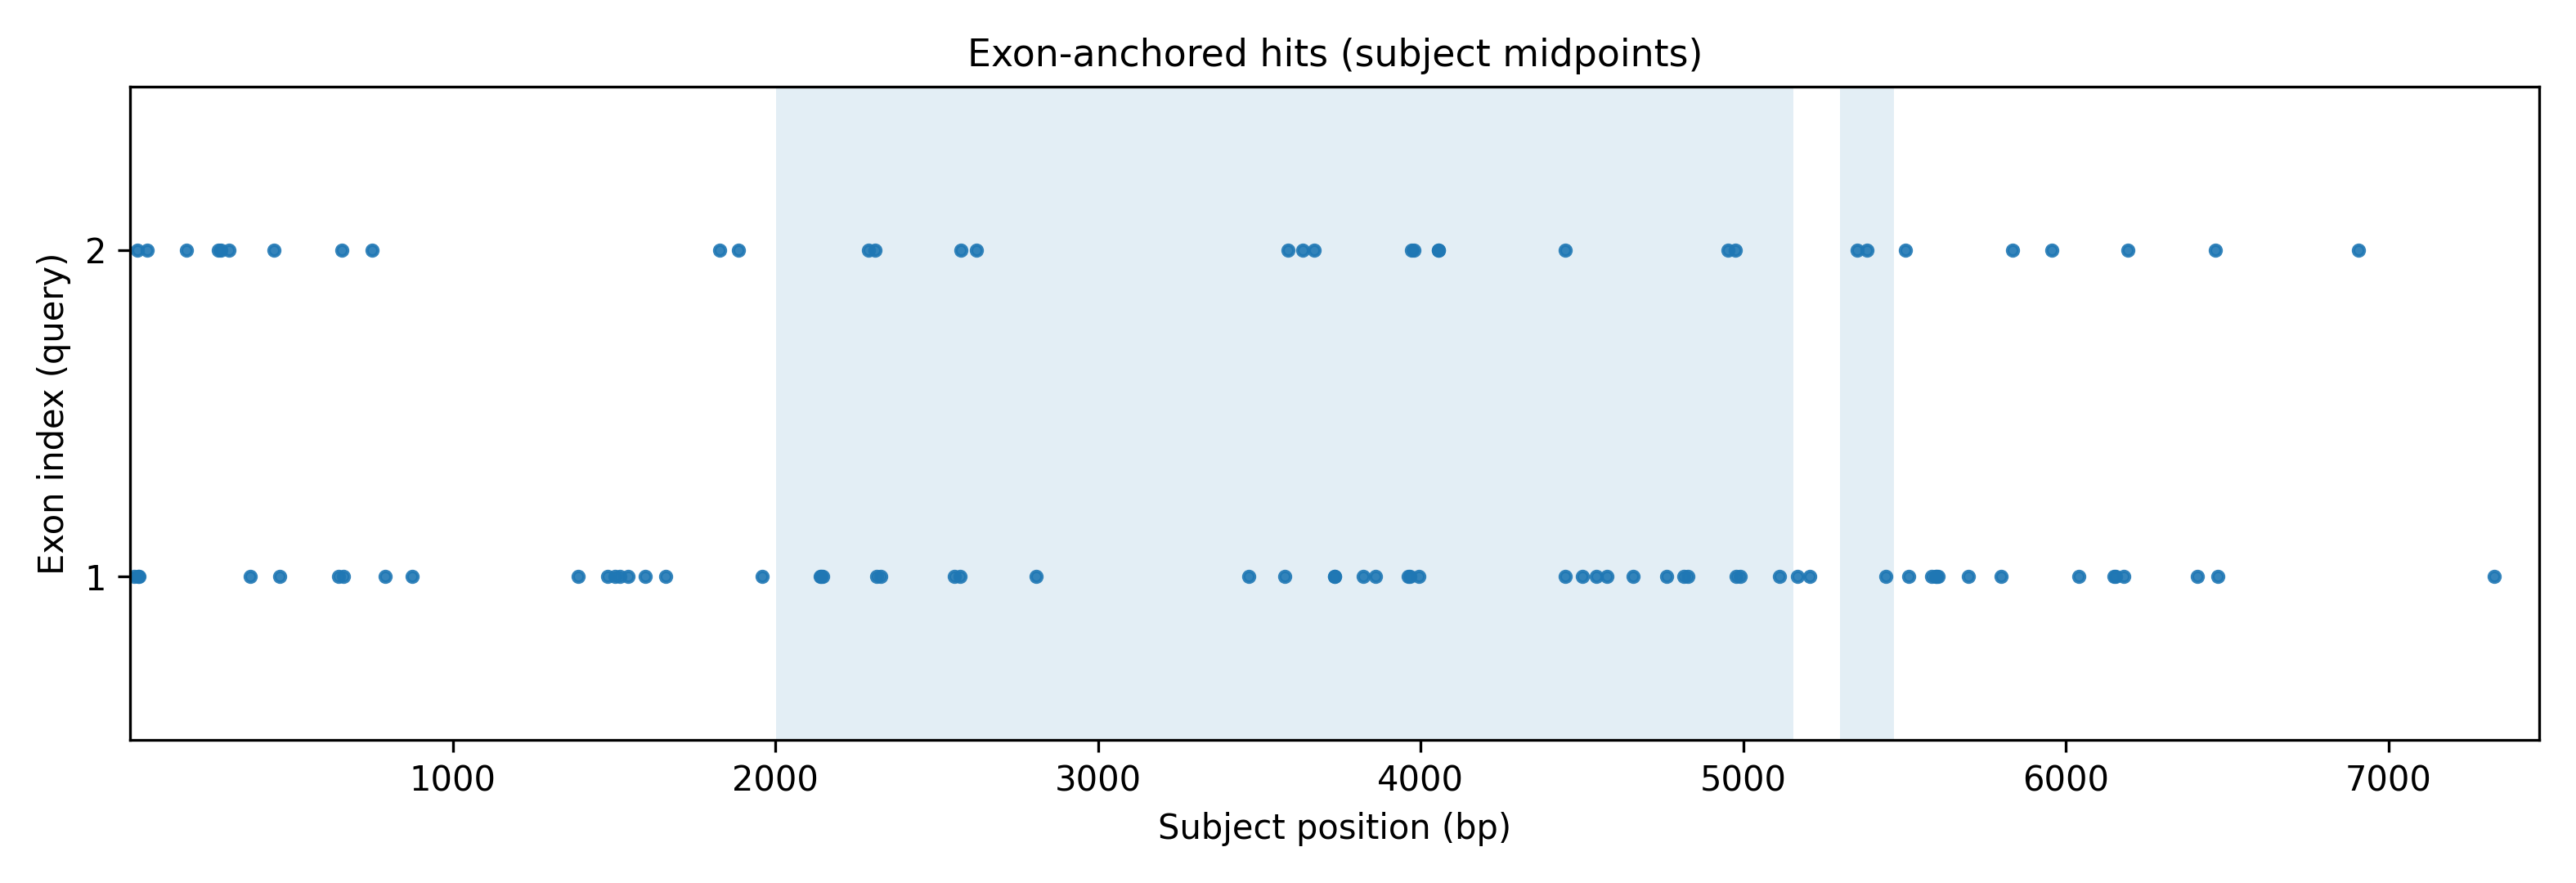 Exon-anchored hits (subject midpoints)
Exon index (query)
2
1
1000 2000 3000 4000 5000 6000 7000
Subject position (bp)